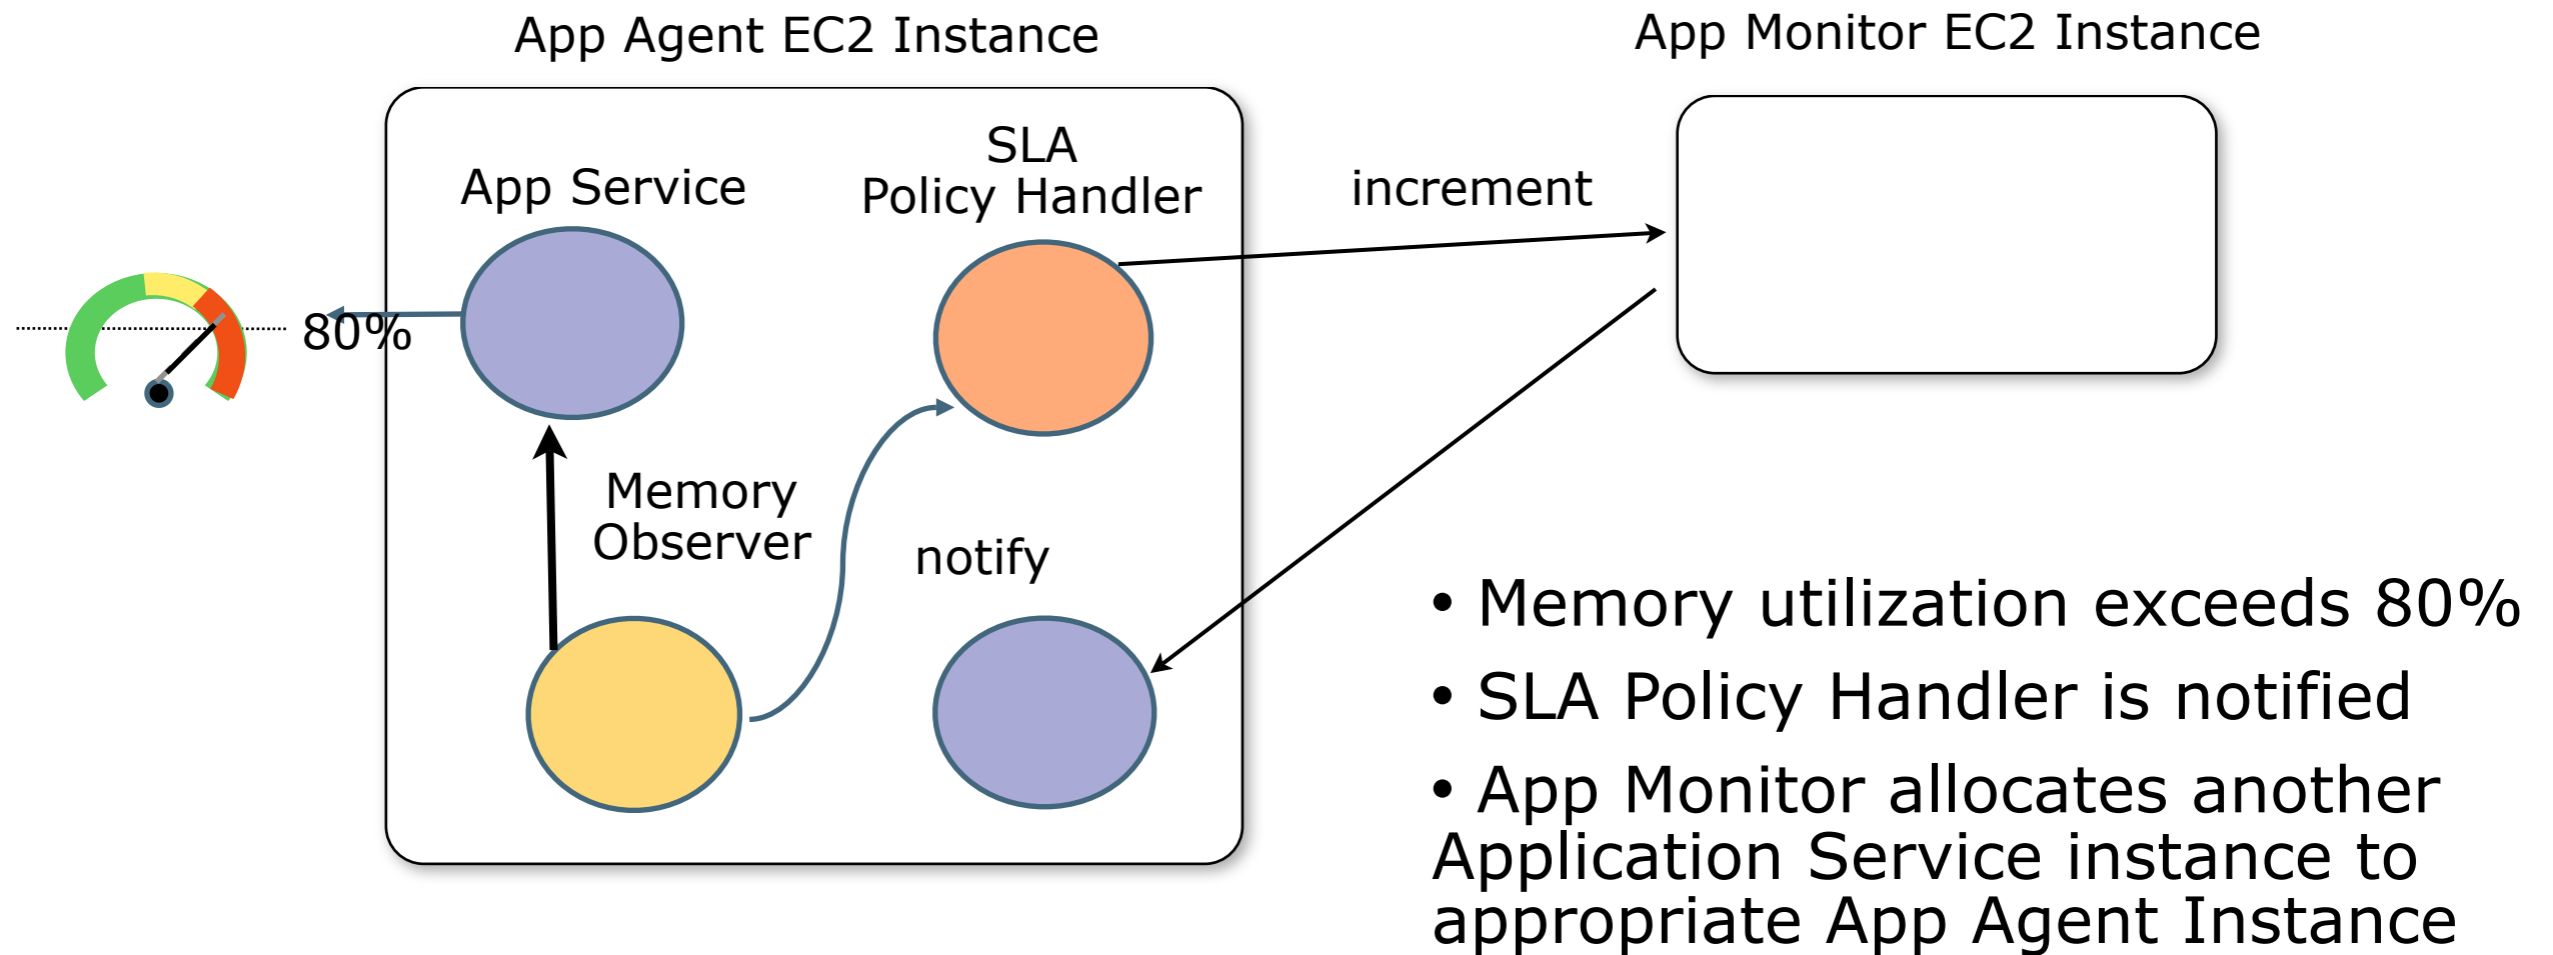 App Agent EC2 Instance
App Monitor EC2 Instance
SLA
Policy Handler
App Service
increment
80%
Memory
Observer
notify
• Memory utilization exceeds 80%
• SLA Policy Handler is notified
• App Monitor allocates another
Application Service instance to
appropriate App Agent Instance